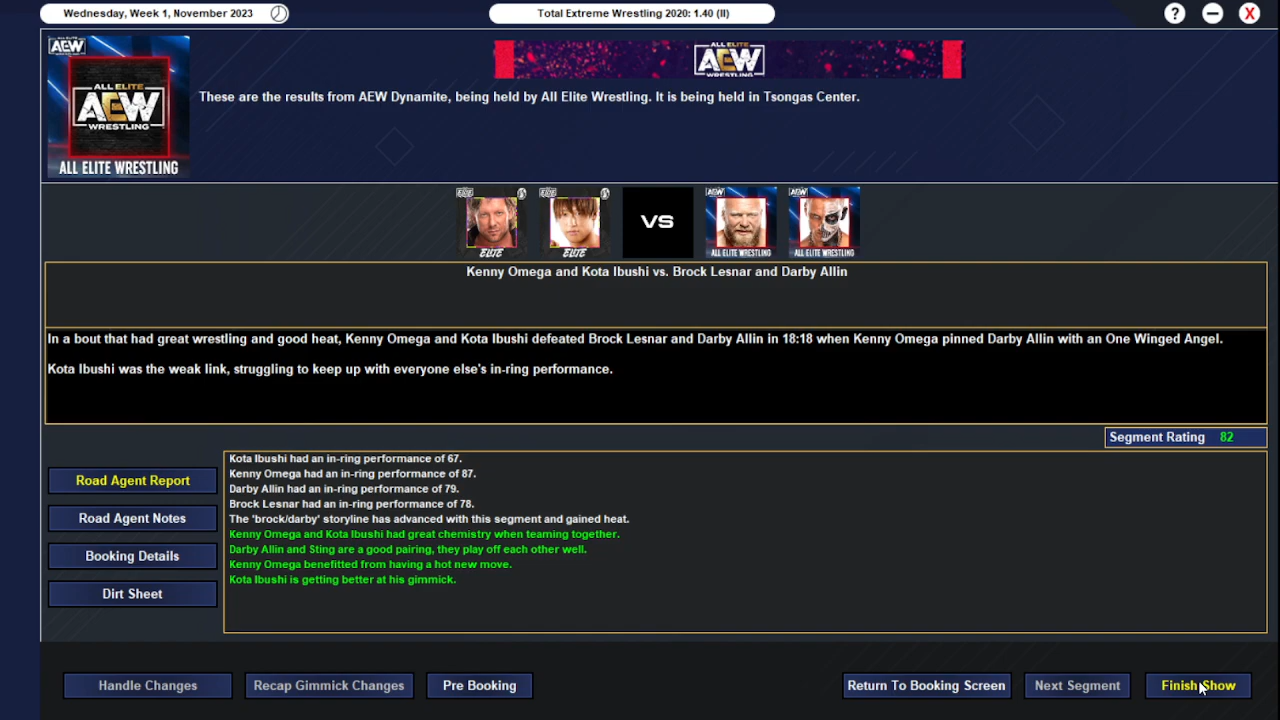 Wednesday, Week 1, November 2023
Total Extreme Wrestling 2020: 1.40 (II)
?
X
AEW
ALL ELITE
AEW
WRESTLING
ALL ELITE WRESTLING
ALL ELITE
AEW
WRESTLING
These are the results from AEW Dynamite, being held by All Elite Wrestling. It is being held in Tsongas Center.
ELITE
ELITE
VS
AEW
ALL ELITE WRESTLING
AEW
ALL ELITE WRESTLING
Kenny Omega and Kota Ibushi vs. Brock Lesnar and Darby Allin
In a bout that had great wrestling and good heat, Kenny Omega and Kota Ibushi defeated Brock Lesnar and Darby Allin in 18:18 when Kenny Omega pinned Darby Allin with an One Winged Angel.
Kota Ibushi was the weak link, struggling to keep up with everyone else's in-ring performance.
Segment Rating 82
Road Agent Report
Road Agent Notes
Booking Details
Dirt Sheet
Kota Ibushi had an in-ring performance of 67.
Kenny Omega had an in-ring performance of 87.
Darby Allin had an in-ring performance of 79.
Brock Lesnar had an in-ring performance of 78.
The 'brock/darby' storyline has advanced with this segment and gained heat.
Kenny Omega and Kota Ibushi had great chemistry when teaming together.
Darby Allin and Sting are a good pairing, they play off each other well.
Kenny Omega benefitted from having a hot new move.
Kota Ibushi is getting better at his gimmick.
Handle Changes
Recap Gimmick Changes
Pre Booking
Return To Booking Screen
Next Segment
Finish Show